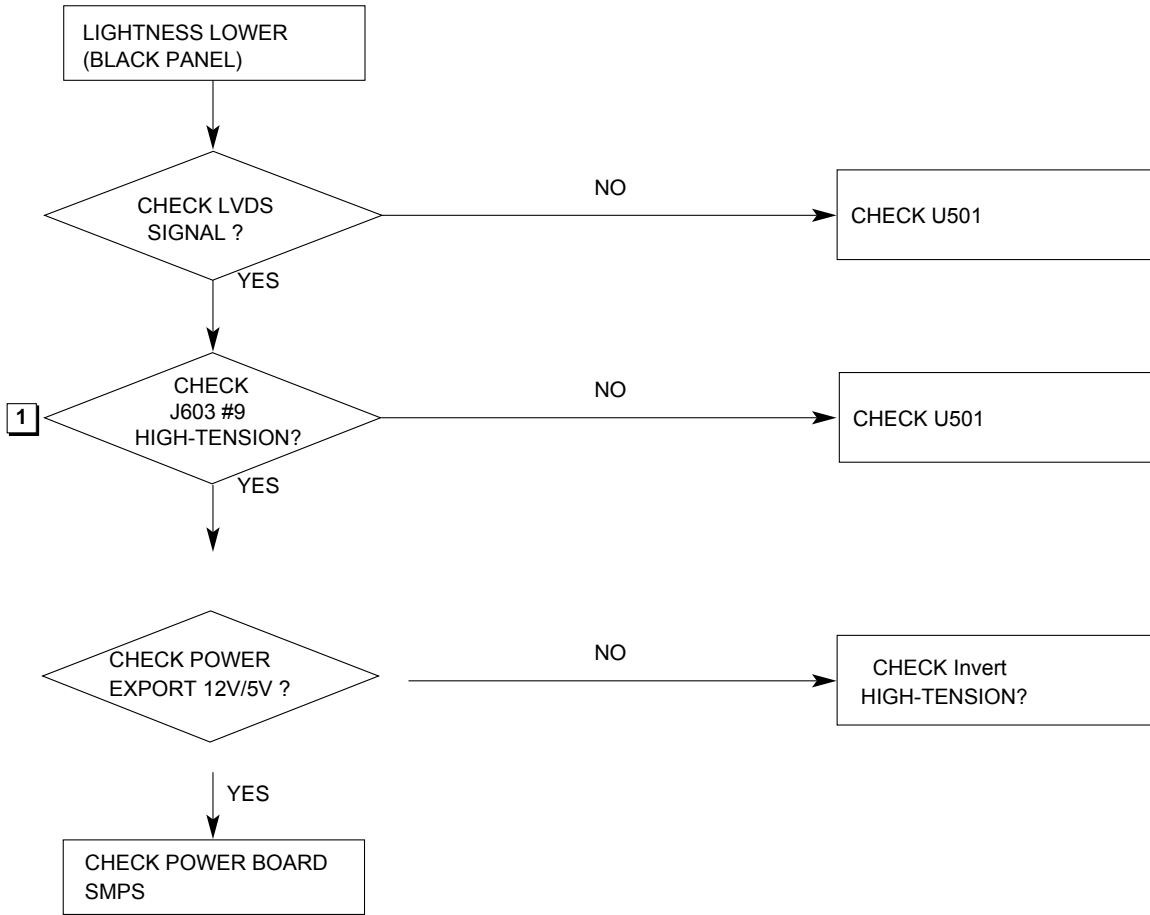 LIGHTNESS LOWER
(BLACK PANEL)
CHECK LVDS
SIGNAL ?
NO
CHECK U501
YES
1
CHECK
J603 #9
HIGH-TENSION?
NO
CHECK U501
YES
CHECK POWER
EXPORT 12V/5V ?
NO
CHECK Invert
HIGH-TENSION?
YES
CHECK POWER BOARD
SMPS